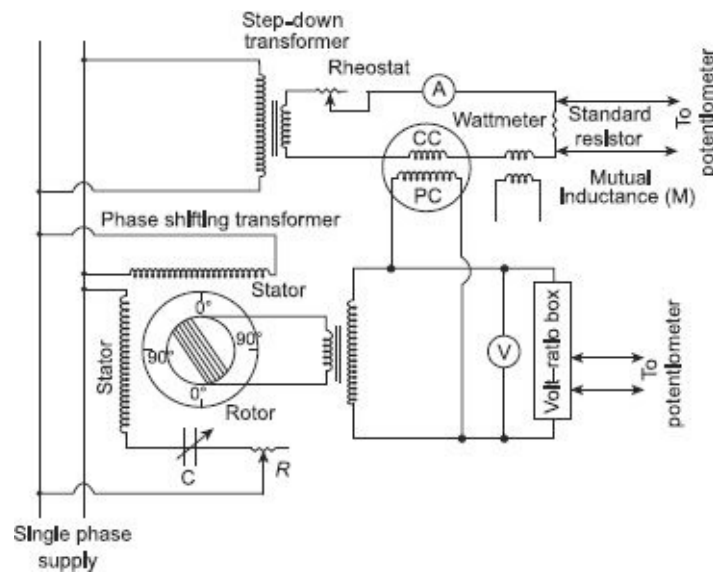 Step-down
transformer
Rheostat
A
Wattmeter
Standard
resistor
To
potentiometer
CC
PC
Mutual
Inductance (M)
Phase shifting transformer
Stator
Stator
0°
90°
90°
0°
Rotor
V
Volt–ratio box
To
potentiometer
C
R
Single phase
supply